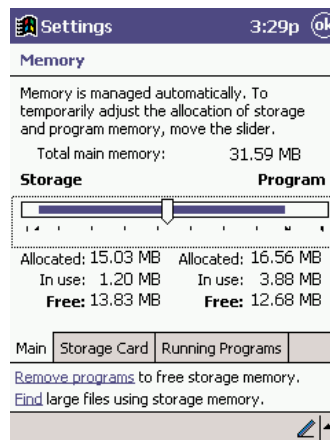 Settings 3:29p ok
Memory
Memory is managed automatically. To
temporarily adjust the allocation of storage
and program memory, move the slider.
Total main memory: 31.59 MB
Storage Program
Allocated: 15.03 MB Allocated: 16.56 MB
In use: 1.20 MB In use: 3.88 MB
Free: 13.83 MB Free: 12.68 MB
Main Storage Card Running Programs
Remove programs to free storage memory.
Find large files using storage memory.